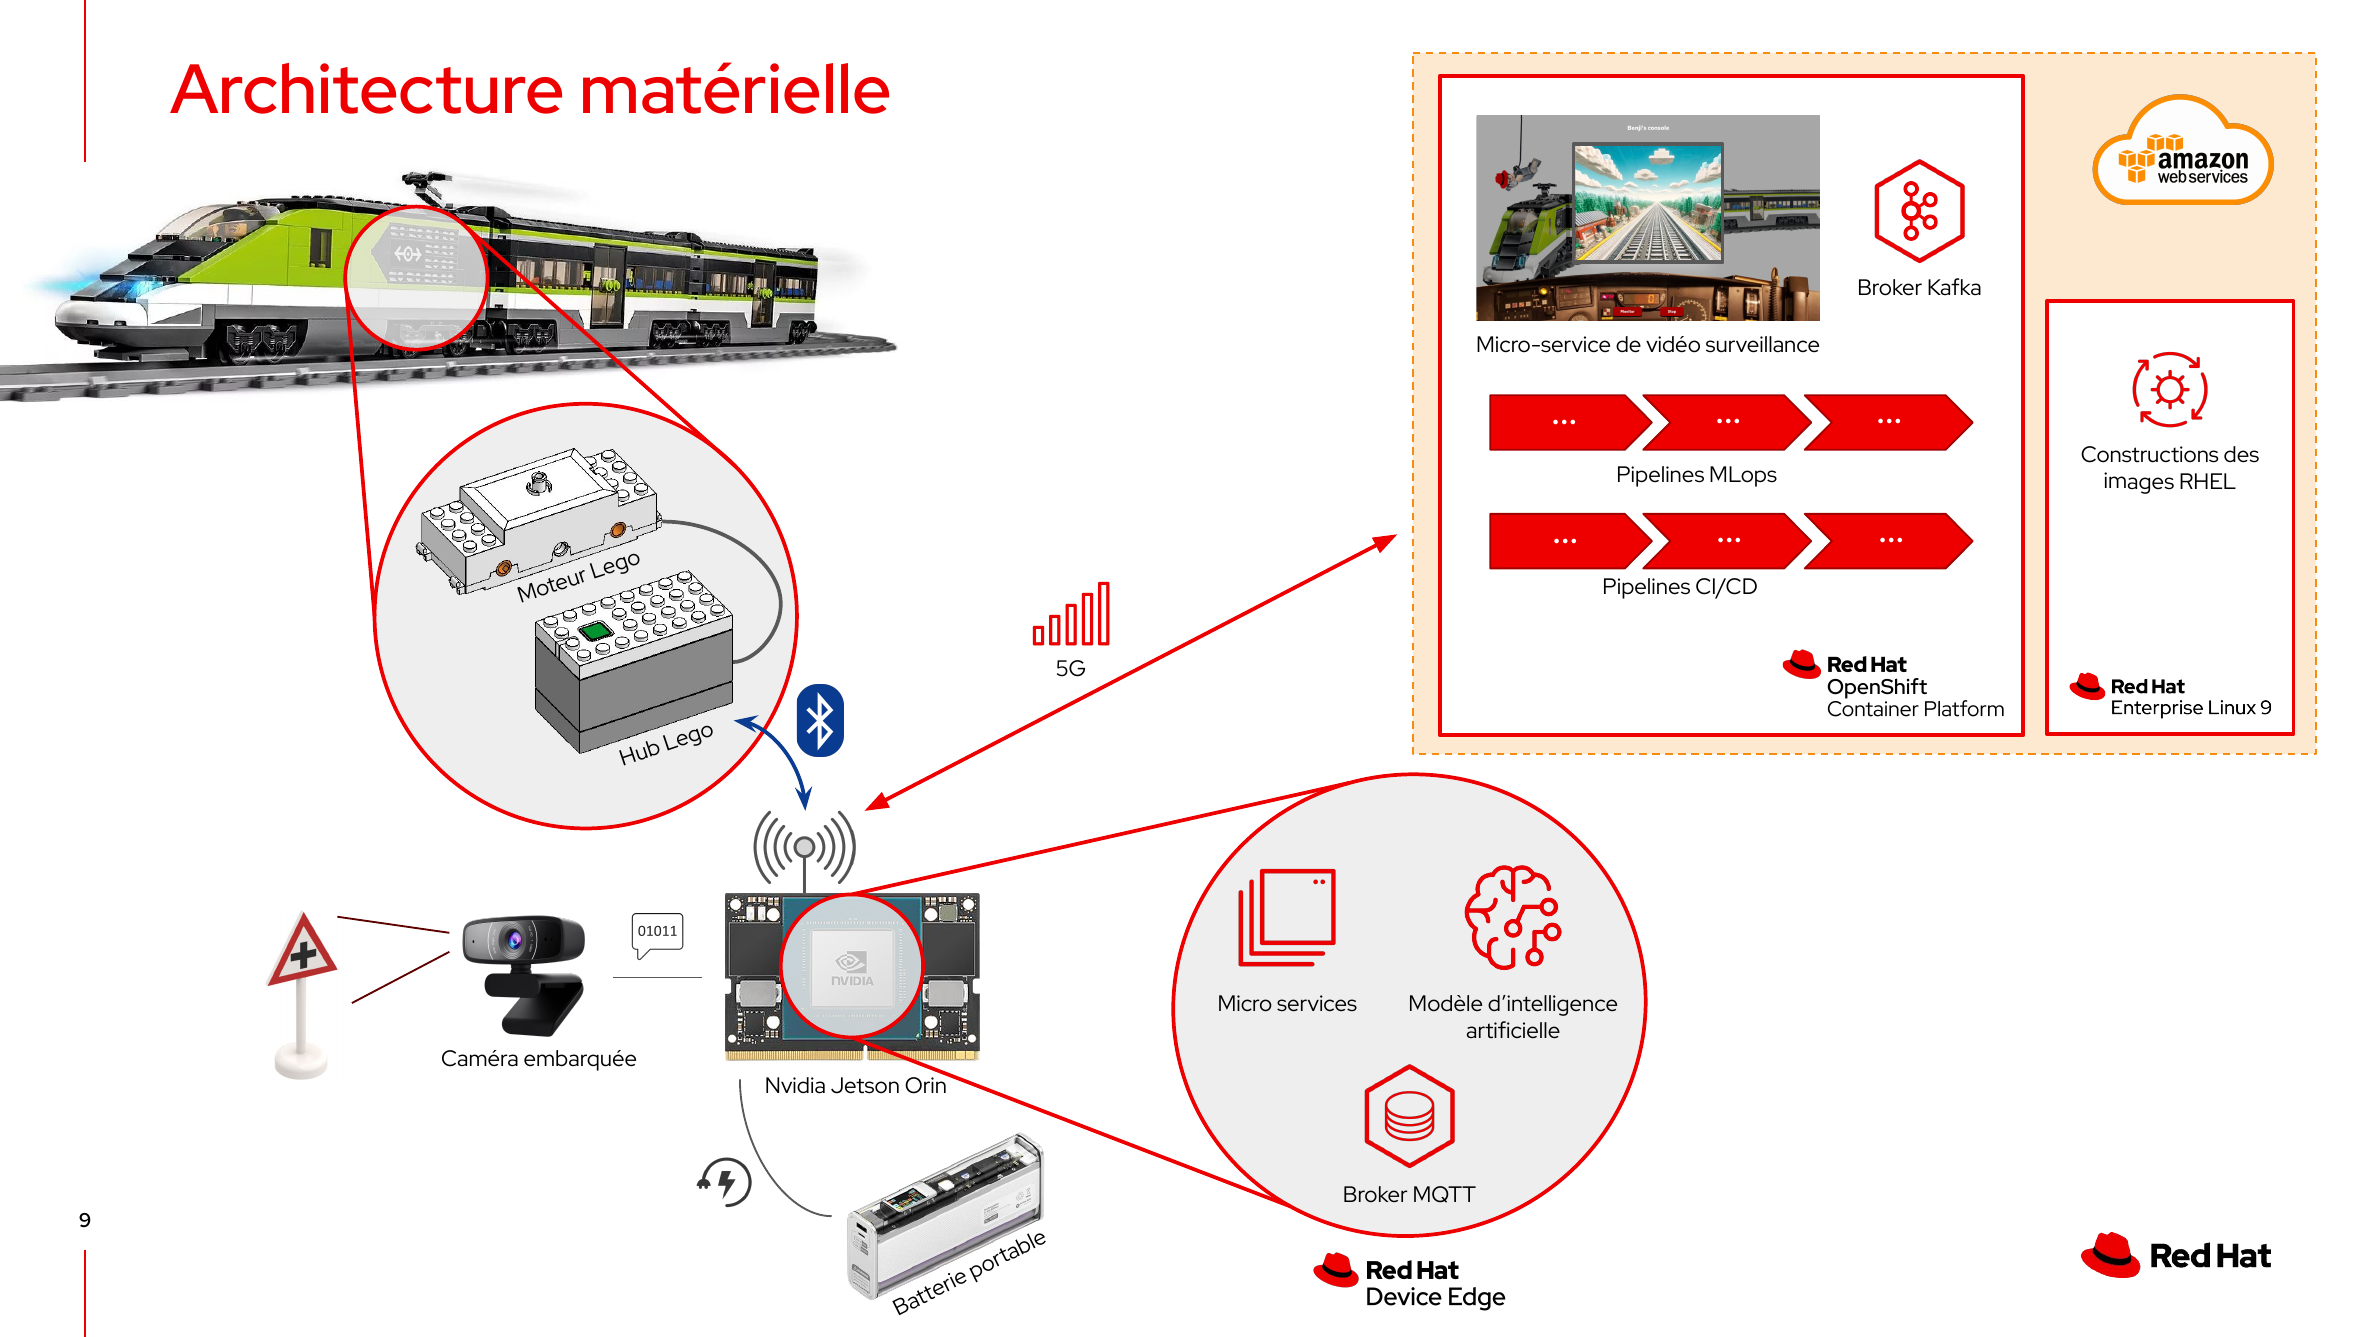 Architecture matérielle
Benji's console
amazon
web services
Broker Kafka
Micro-service de vidéo surveillance
Pipelines MLops
Pipelines CI/CD
Red Hat
OpenShift
Container Platform
Constructions des
images RHEL
Red Hat
Enterprise Linux 9
Moteur Lego
Hub Lego
5G
01011
Caméra embarquée
NVIDIA
Nvidia Jetson Orin
Batterie portable
Micro services
Modèle d'intelligence
artificielle
Broker MQTT
Red Hat
Device Edge
9
Red Hat